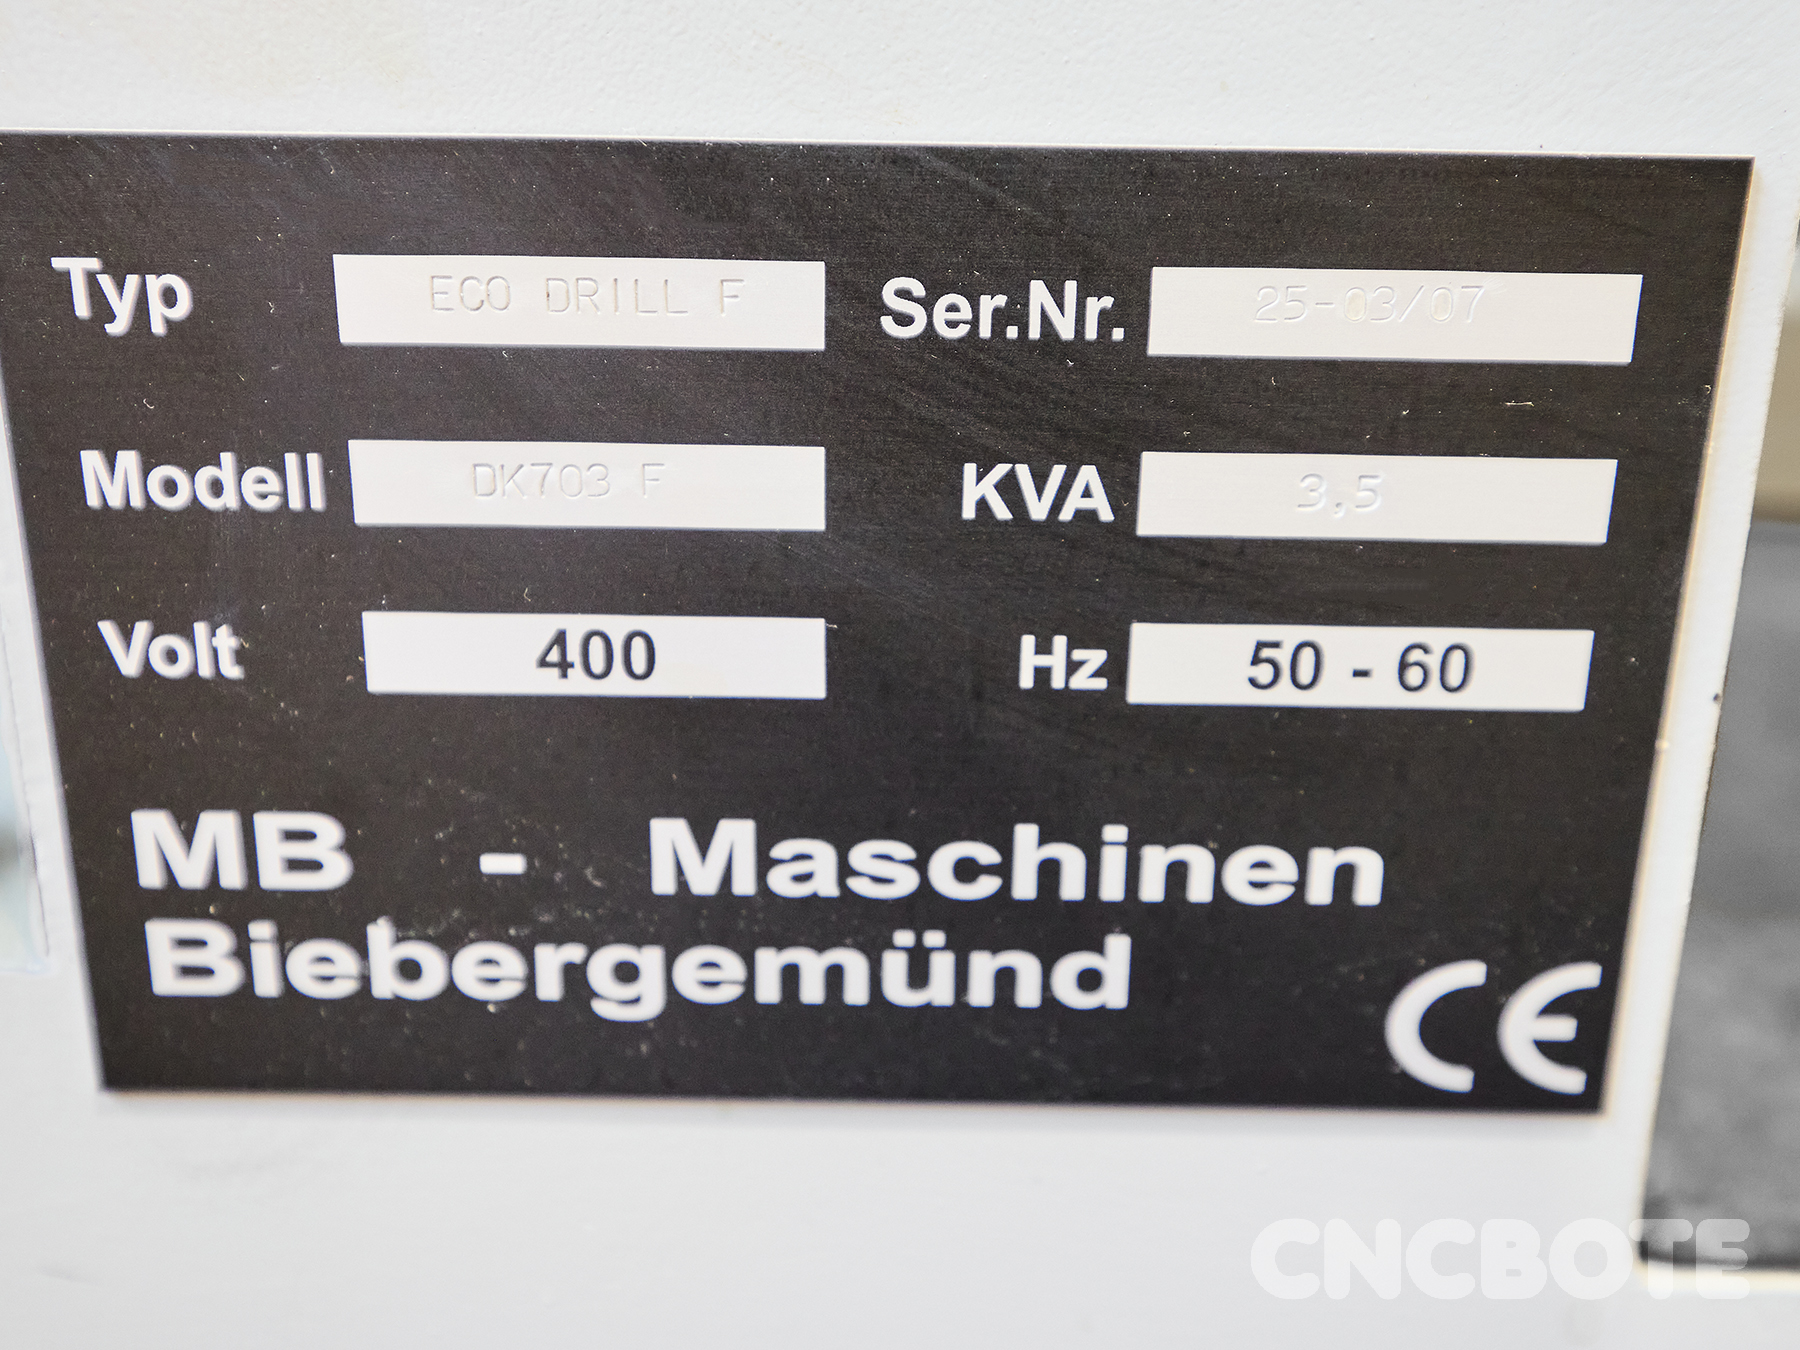 Typ ECO DRILL F Ser.Nr. 25-03/07
Modell DK703 F KVA 3,5
Volt 400 Hz 50 - 60
MB - Maschinen
Biebergemünd
CE
CNCBOTE